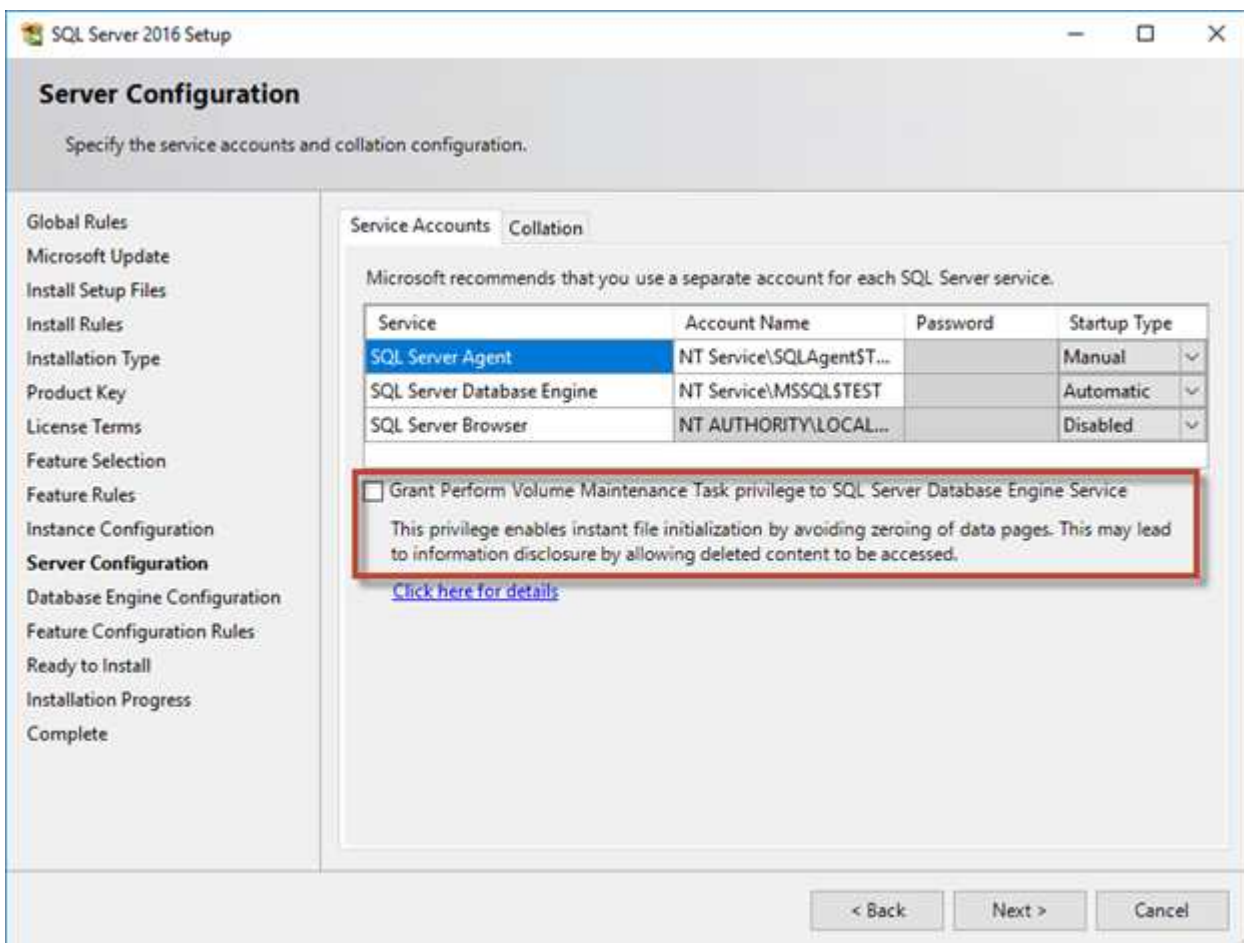 SQL Server 2016 Setup
Server Configuration
Specify the service accounts and collation configuration.
Global Rules
Microsoft Update
Install Setup Files
Install Rules
Installation Type
Product Key
License Terms
Feature Selection
Feature Rules
Instance Configuration
Server Configuration
Database Engine Configuration
Feature Configuration Rules
Ready to Install
Installation Progress
Complete
Service Accounts Collation
Microsoft recommends that you use a separate account for each SQL Server service.
Service Account Name Password Startup Type
SQL Server Agent NT Service\SQLAgent$T... Manual
SQL Server Database Engine NT Service\MSSQL$TEST Automatic
SQL Server Browser NT AUTHORITY\LOCAL... Disabled
Grant Perform Volume Maintenance Task privilege to SQL Server Database Engine Service
This privilege enables instant file initialization by avoiding zeroing of data pages. This may lead
to information disclosure by allowing deleted content to be accessed.
Click here for details
< Back Next > Cancel